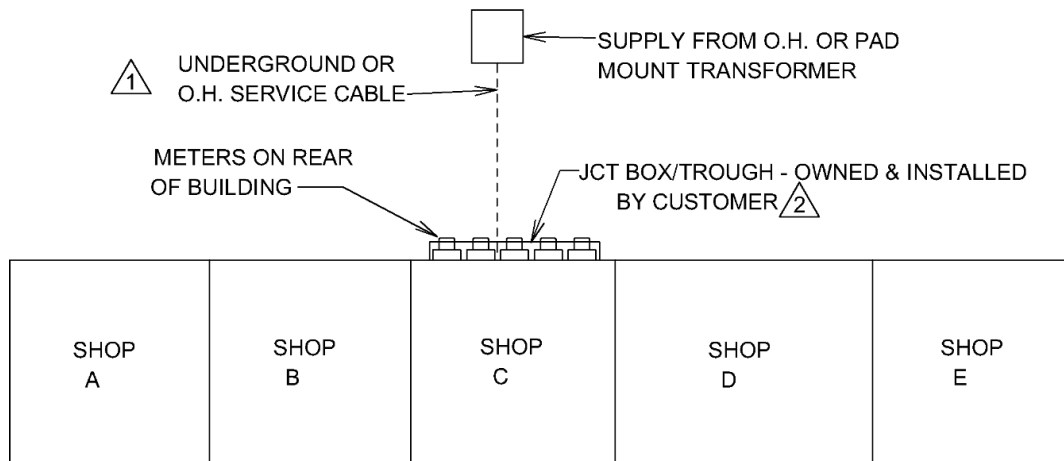 SUPPLY FROM O.H. OR PAD
MOUNT TRANSFORMER
1
UNDERGROUND OR
O.H. SERVICE CABLE
METERS ON REAR
OF BUILDING
JCT BOX/TROUGH - OWNED & INSTALLED
BY CUSTOMER 2
SHOP
A
SHOP
B
SHOP
C
SHOP
D
SHOP
E